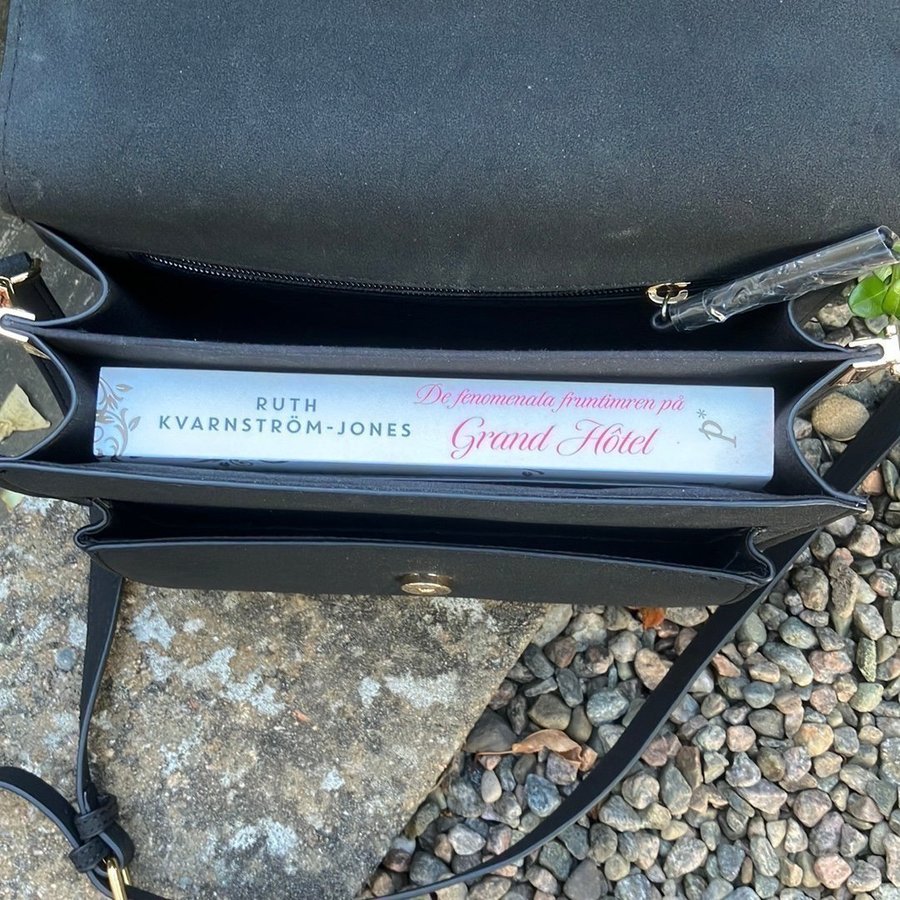 RUTH
KVARNSTRÖM-JONES
De fenomenala fruntimren på
Grand Hôtel
p*